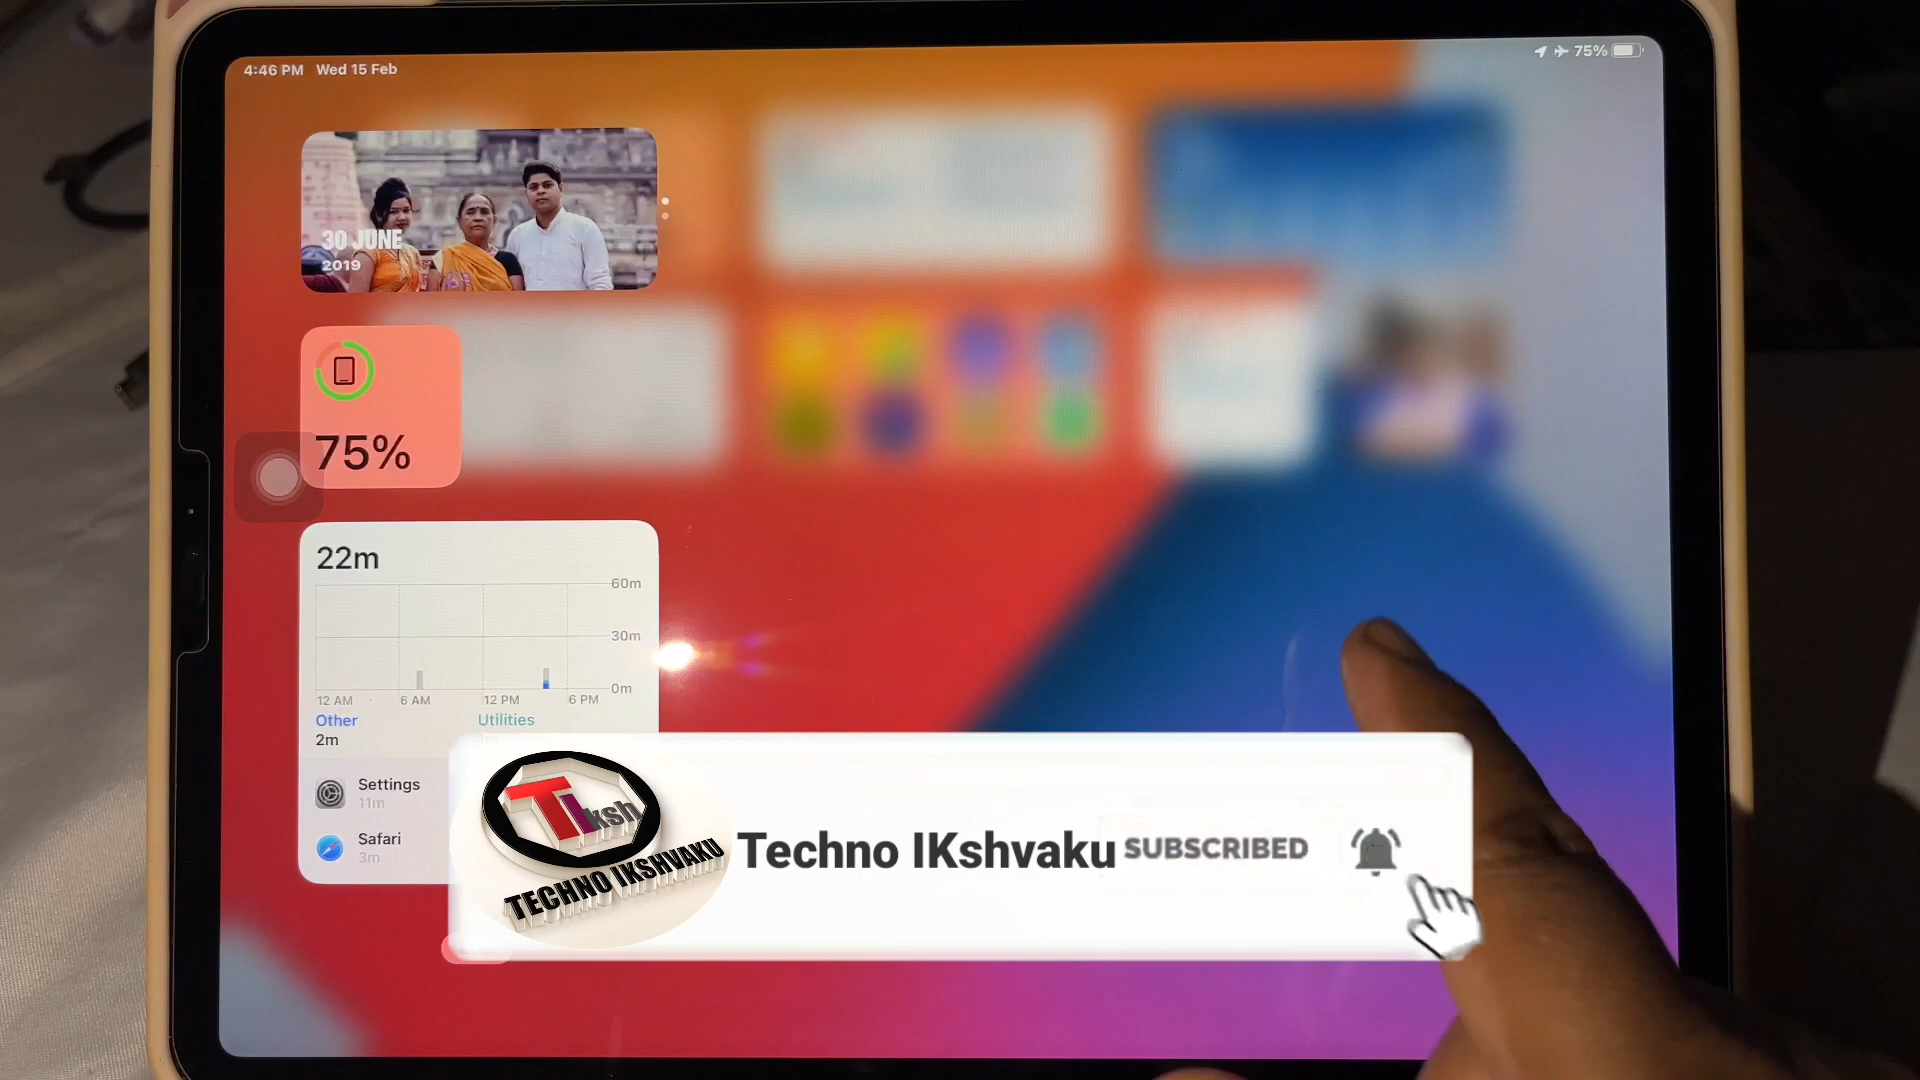 4:46 PM Wed 15 Feb
75%
30 JUNE
2019
75%
22m
60m
30m
0m
12 AM 6 AM 12 PM 6 PM
Other Utilities
2m
Settings
11m
Safari
3m
TIksh
TECHNO IKSHVAKU
Techno IKshvaku SUBSCRIBED